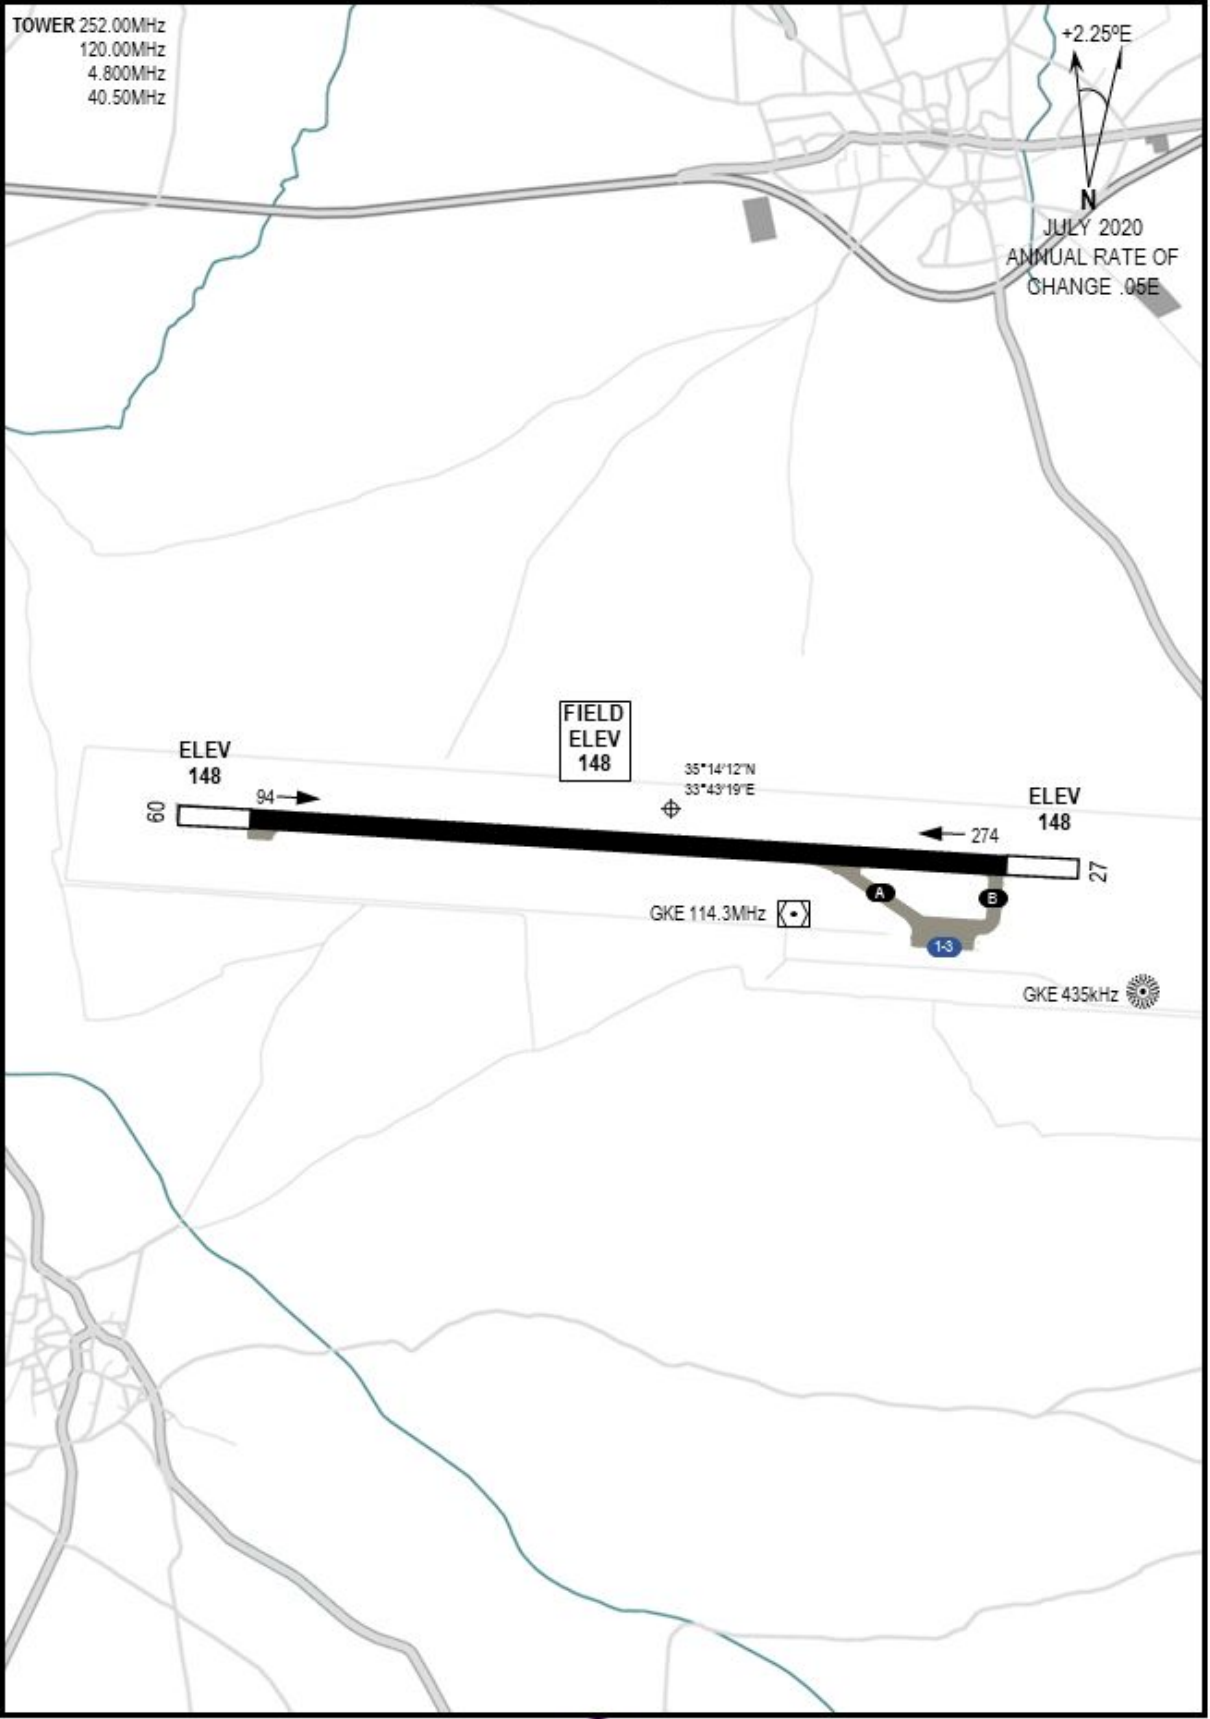 TOWER 252.00MHz
120.00MHz
4.800MHz
40.50MHz
+2.25ºE
N
JULY 2020
ANNUAL RATE OF
CHANGE .05E
FIELD
ELEV
148
ELEV
148
35°14'12"N
33°43'19"E
ELEV
148
94
09
274
27
A
B
GKE 114.3MHz
1-3
GKE 435kHz